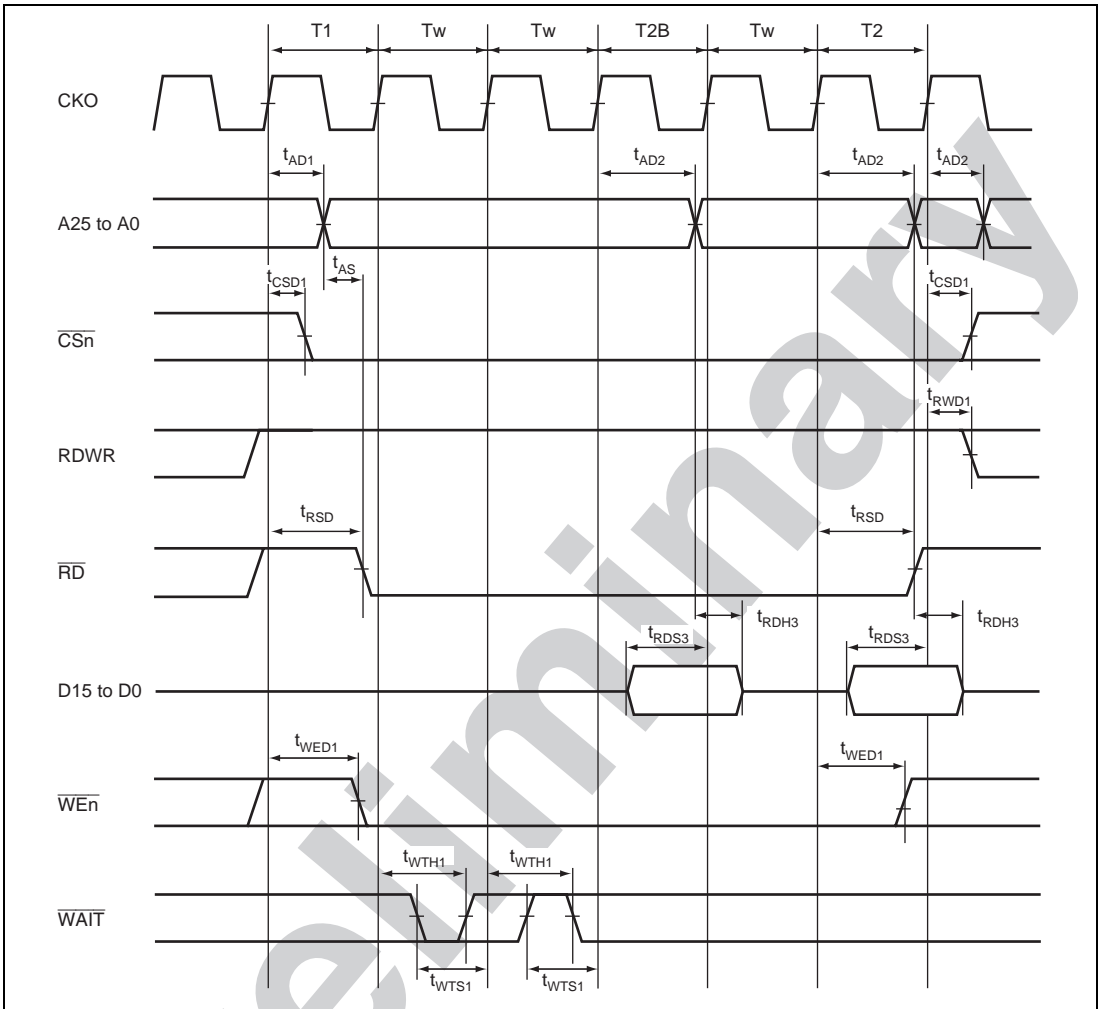 T1 Tw Tw T2B Tw T2
CKO
tAD1 tAD2 tAD2 tAD2
A25 to A0
tCSD1 tAS tCSD1
CSn
tRWD1
RDWR
tRSD tRSD
RD
tRDH3 tRDH3
tRDS3 tRDS3
D15 to D0
tWED1 tWED1
WEn
tWTH1 tWTH1
WAIT
tWTS1 tWTS1
eliminary